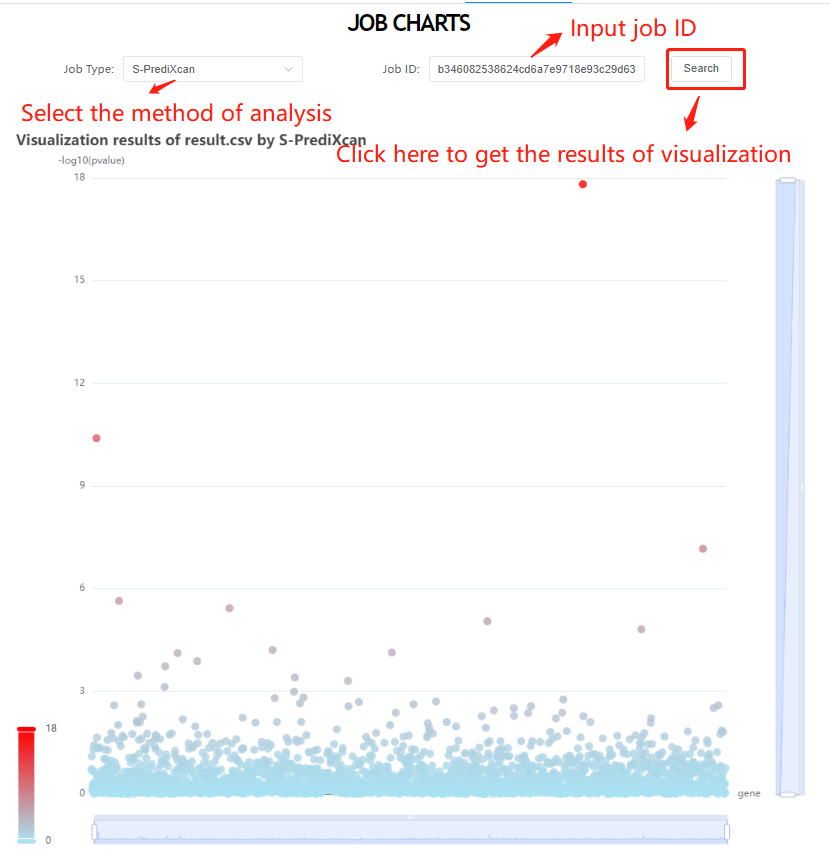 JOB CHARTS
Input job ID
Job Type: S-PrediXcan Job ID: b346082538624cd6a7e9718e93c29d63 Search
Select the method of analysis
Visualization results of result.csv by S-PrediXcan
Click here to get the results of visualization
-log10(pvalue)
18
15
12
9
6
3
0
gene
18
0